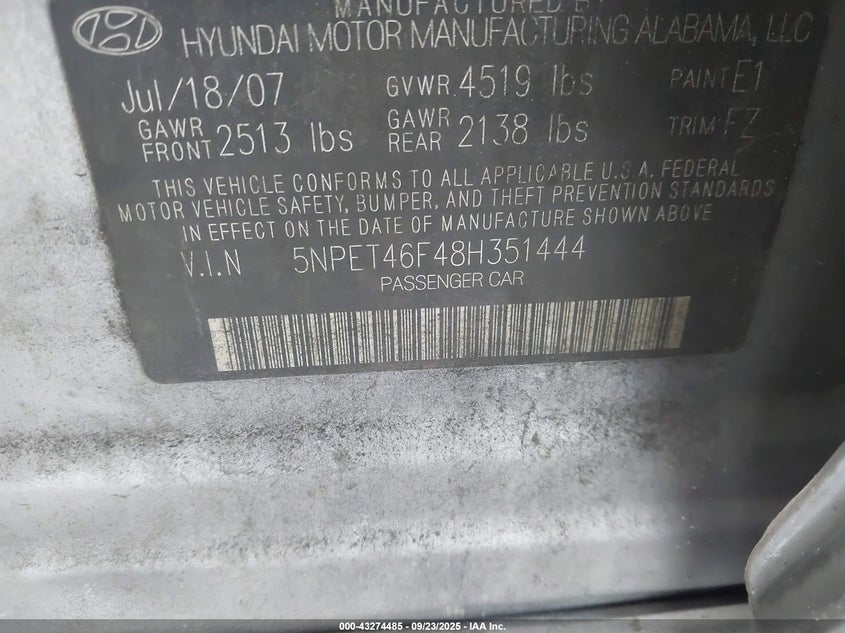 MANUFACTURED BY
HYUNDAI MOTOR MANUFACTURING ALABAMA, LLC
Jul/18/07 GVWR 4519 lbs PAINT E1
GAWR FRONT 2513 lbs GAWR REAR 2138 lbs TRIM FZ
THIS VEHICLE CONFORMS TO ALL APPLICABLE U.S.A. FEDERAL
MOTOR VEHICLE SAFETY, BUMPER, AND THEFT PREVENTION STANDARDS
IN EFFECT ON THE DATE OF MANUFACTURE SHOWN ABOVE
V.I.N 5NPET46F48H351444
PASSENGER CAR
000-43274485 - 09/23/2025 - IAA Inc.